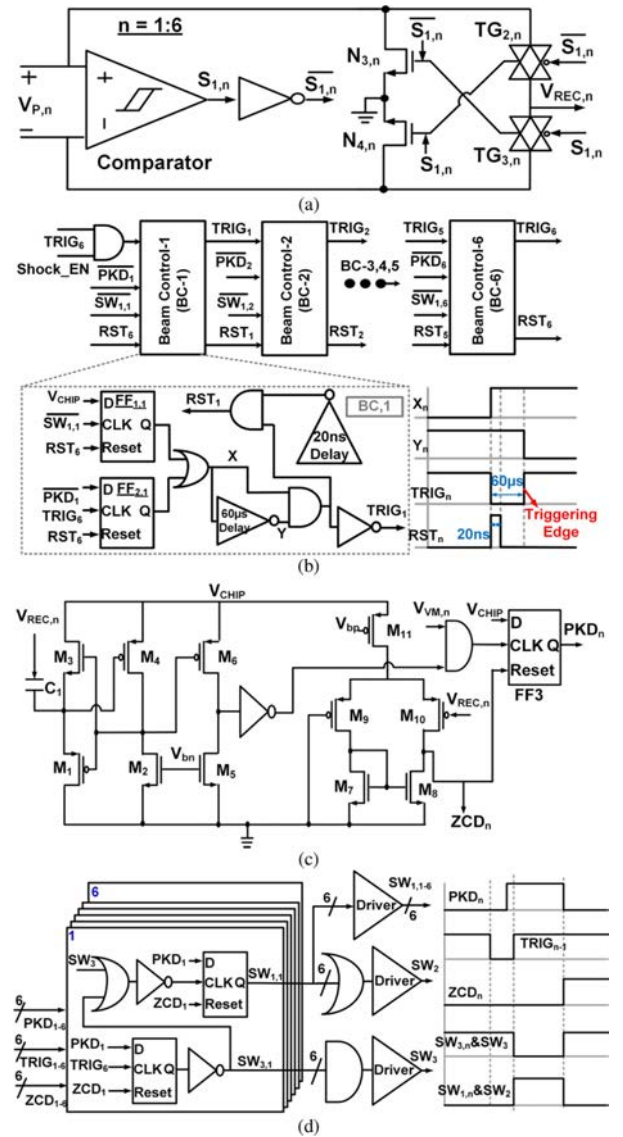 n = 1:6
+
V_P,n
−
+
−
Comparator
S_1,n
S̅_1,n
N_3,n
S̅_1,n
N_4,n
S_1,n
TG_2,n
S̅_1,n
V_REC,n
TG_3,n
S_1,n
(a)
TRIG_6
Shock_EN
P̅K̅D̅_1
S̅W̅_1,1
RST_6
Beam Control-1
(BC-1)
TRIG_1
P̅K̅D̅_2
S̅W̅_1,2
RST_1
Beam Control-2
(BC-2)
TRIG_2
RST_2
BC-3,4,5
TRIG_5
P̅K̅D̅_6
S̅W̅_1,6
RST_5
Beam Control-6
(BC-6)
TRIG_6
RST_6
V_CHIP
S̅W̅_1,1
RST_6
D FF_1,1
CLK Q
Reset
P̅K̅D̅_1
TRIG_6
RST_6
D FF_2,1
CLK Q
Reset
RST_1
20ns
Delay
BC,1
X
60µs
Delay
Y
TRIG_1
X_n
Y_n
TRIG_n
60µs
RST_n
20ns
Triggering
Edge
(b)
V_CHIP
V_REC,n
C_1
M_3
M_4
M_6
M_1
M_2
V_bn
M_5
V_bp
M_11
M_9
M_10
V_REC,n
M_7
M_8
ZCD_n
V_VM,n
V_CHIP
D
CLK Q
Reset
FF3
PKD_n
(c)
6
1
SW_3
PKD_1
ZCD_1
D
CLK Q
Reset
SW_1,1
PKD_1
TRIG_6
ZCD_1
D
CLK Q
Reset
SW_3,1
6
PKD_1-6
6
TRIG_1-6
6
ZCD_1-6
6
Driver
SW_1,1-6
6
6
Driver
SW_2
6
Driver
SW_3
PKD_n
TRIG_n-1
ZCD_n
SW_3,n&SW_3
SW_1,n&SW_2
(d)